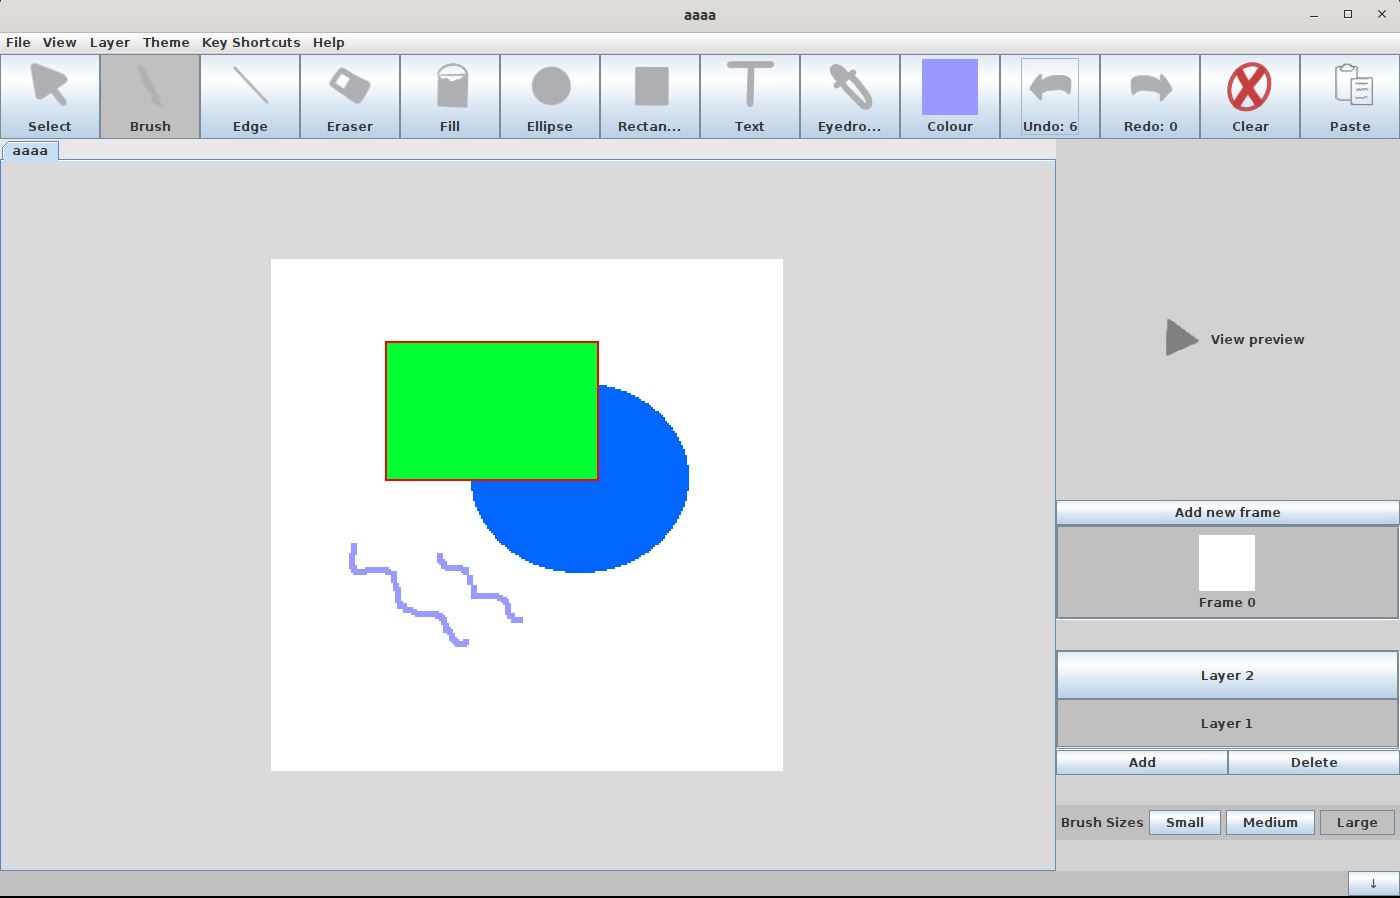 aaaa
File View Layer Theme Key Shortcuts Help
Select Brush Edge Eraser Fill Ellipse Rectan... Text Eyedro... Colour Undo: 6 Redo: 0 Clear Paste
aaaa
View preview
Add new frame
Frame 0
Layer 2
Layer 1
Add Delete
Brush Sizes Small Medium Large
↓